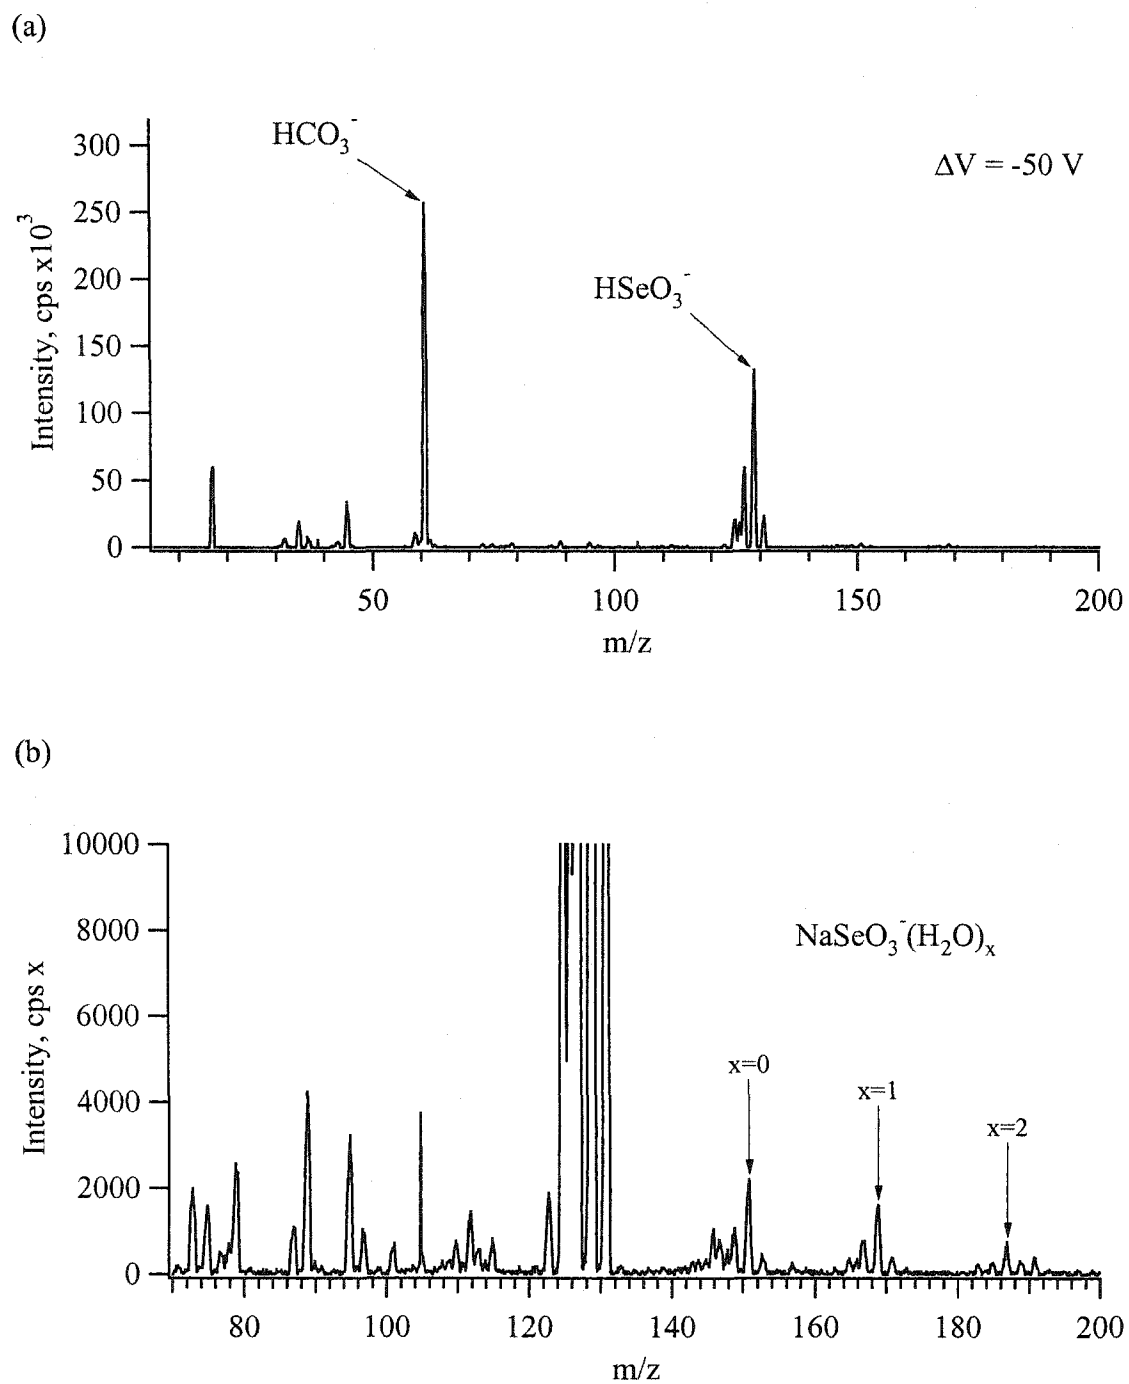 (a)
HCO₃⁻
ΔV = -50 V
HSeO₃⁻
Intensity, cps x10³
300
250
200
150
100
50
0
50 100 150 200
m/z
(b)
NaSeO₃⁻(H₂O)ₓ
x=0
x=1
x=2
Intensity, cps x
10000
8000
6000
4000
2000
0
80 100 120 140 160 180 200
m/z